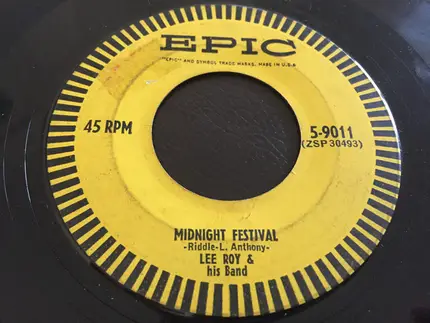 EPIC
"EPIC" AND SYMBOL TRADE MARKS. MADE IN U.S.A
45 RPM
5-9011
(ZSP 30493)
MIDNIGHT FESTIVAL
-Riddle-L. Anthony-
LEE ROY &
his Band